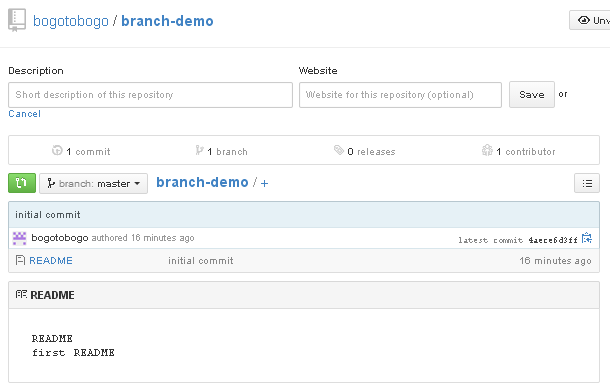 bogotobogo / branch-demo
Unw
Description
Website
Short description of this repository
Website for this repository (optional)
Save or
Cancel
1 commit
1 branch
0 releases
1 contributor
branch: master
branch-demo / +
initial commit
bogotobogo authored 16 minutes ago
latest commit 4aece6d3ff
README initial commit 16 minutes ago
README
README
first README